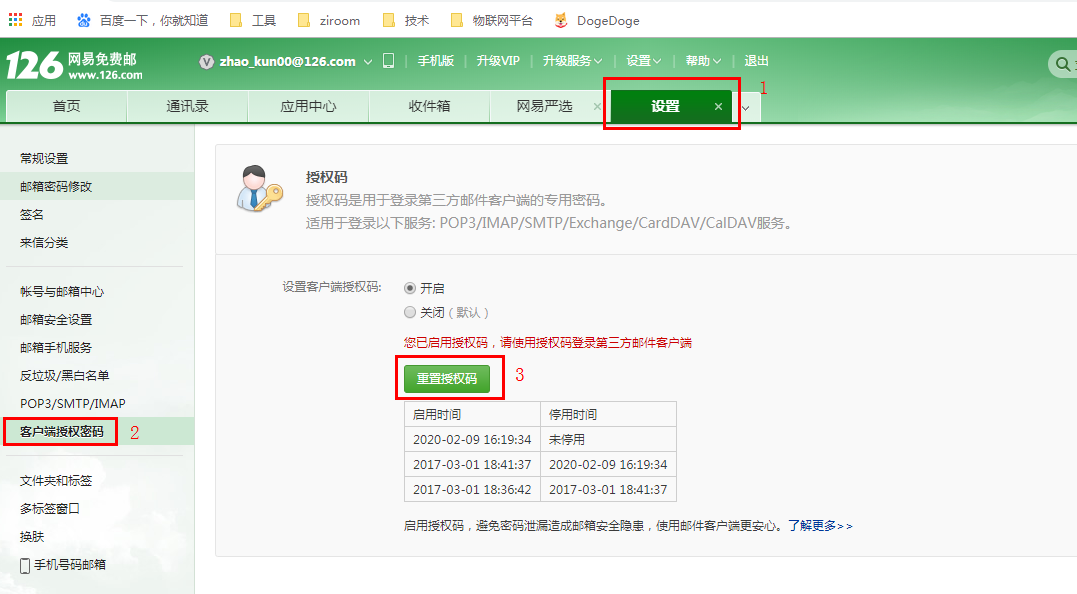 应用 百度一下，你就知道 工具 ziroom 技术 物联网平台 DogeDoge
126 网易免费邮
www.126.com
V zhao_kun00@126.com 手机版 升级VIP 升级服务 设置 帮助 退出
首页 通讯录 应用中心 收件箱 网易严选 × 设置 × 1
常规设置
邮箱密码修改
签名
来信分类
帐号与邮箱中心
邮箱安全设置
邮箱手机服务
反垃圾/黑白名单
POP3/SMTP/IMAP
客户端授权密码 2
文件夹和标签
多标签窗口
换肤
手机号码邮箱
授权码
授权码是用于登录第三方邮件客户端的专用密码。
适用于登录以下服务: POP3/IMAP/SMTP/Exchange/CardDAV/CalDAV服务。
设置客户端授权码: 开启
关闭 ( 默认 )
您已启用授权码，请使用授权码登录第三方邮件客户端
重置授权码 3
启用时间 停用时间
2020-02-09 16:19:34 未停用
2017-03-01 18:41:37 2020-02-09 16:19:34
2017-03-01 18:36:42 2017-03-01 18:41:37
启用授权码，避免密码泄漏造成邮箱安全隐患，使用邮件客户端更安心。了解更多>>